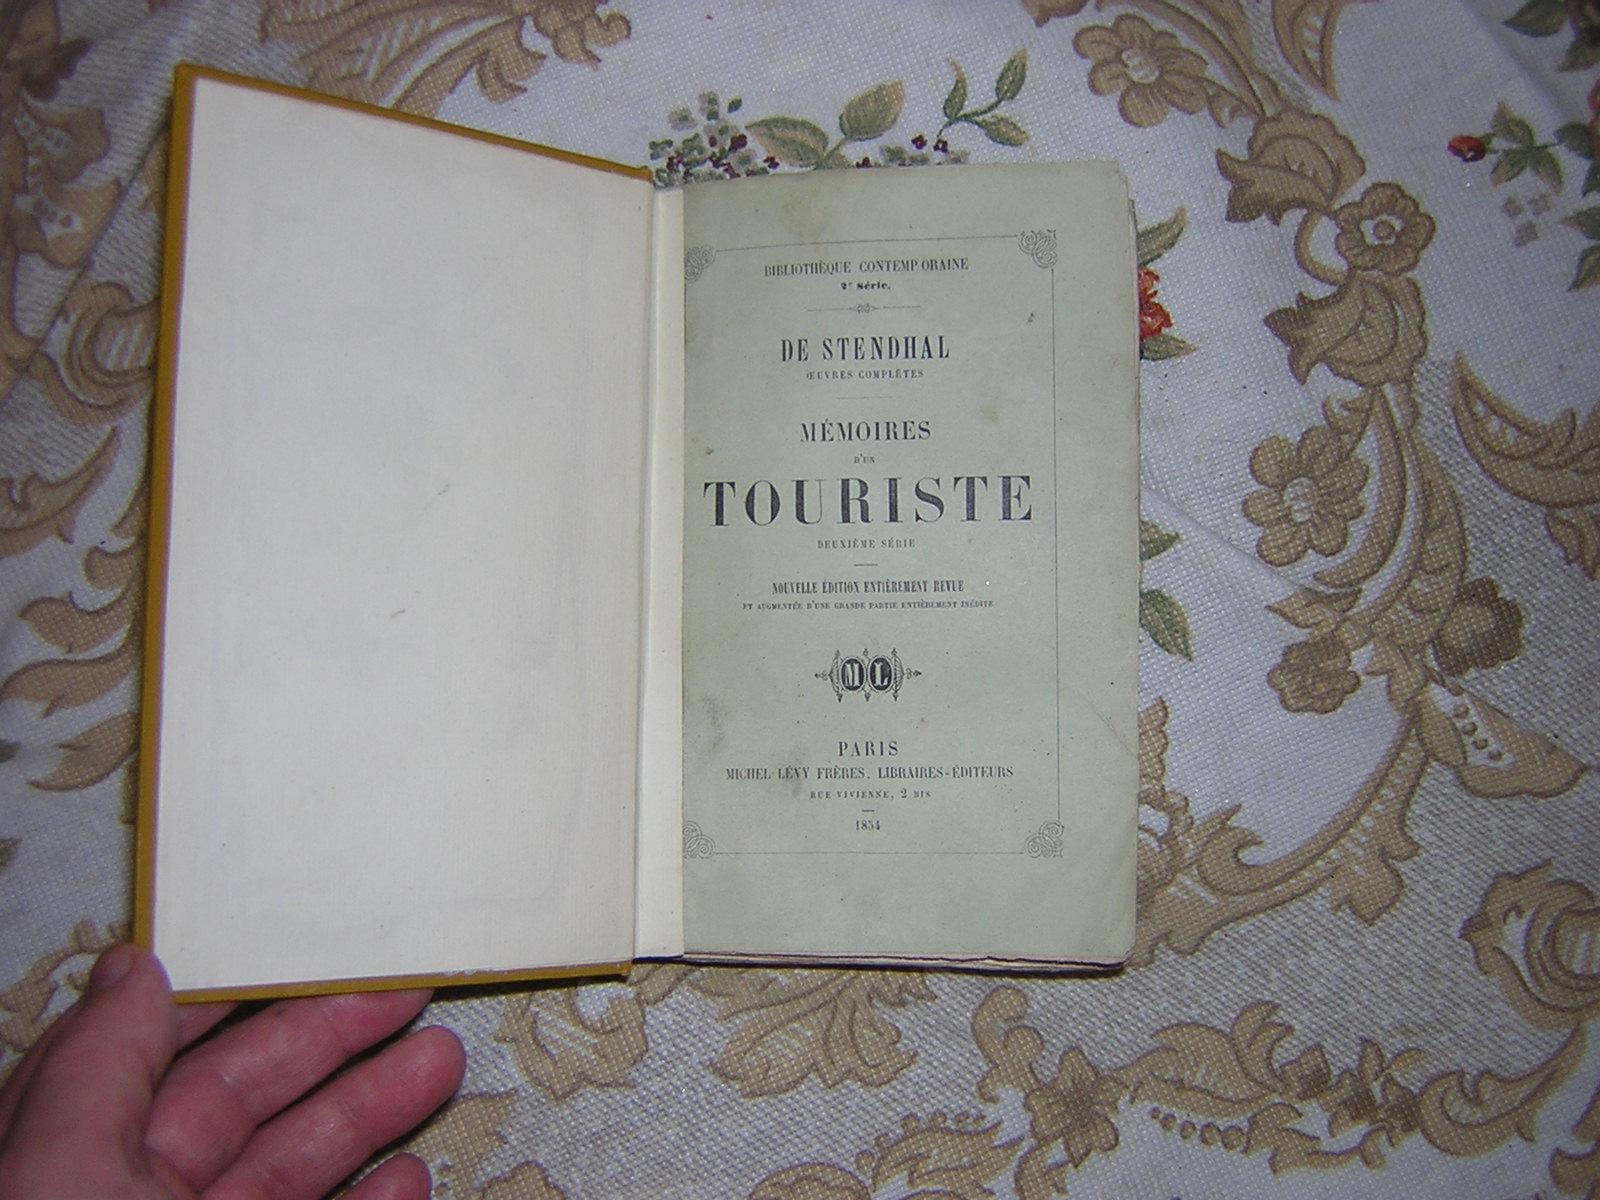 BIBLIOTHÈQUE CONTEMPORAINE
2e Série.
DE STENDHAL
ŒUVRES COMPLÈTES
MÉMOIRES
D'UN
TOURISTE
DEUXIÈME SÉRIE
NOUVELLE ÉDITION ENTIÈREMENT REVUE
ET AUGMENTÉE D'UNE GRANDE PARTIE ENTIÈREMENT INÉDITE
ML
PARIS
MICHEL LÉVY FRÈRES, LIBRAIRES-ÉDITEURS
RUE VIVIENNE, 2 BIS
1854